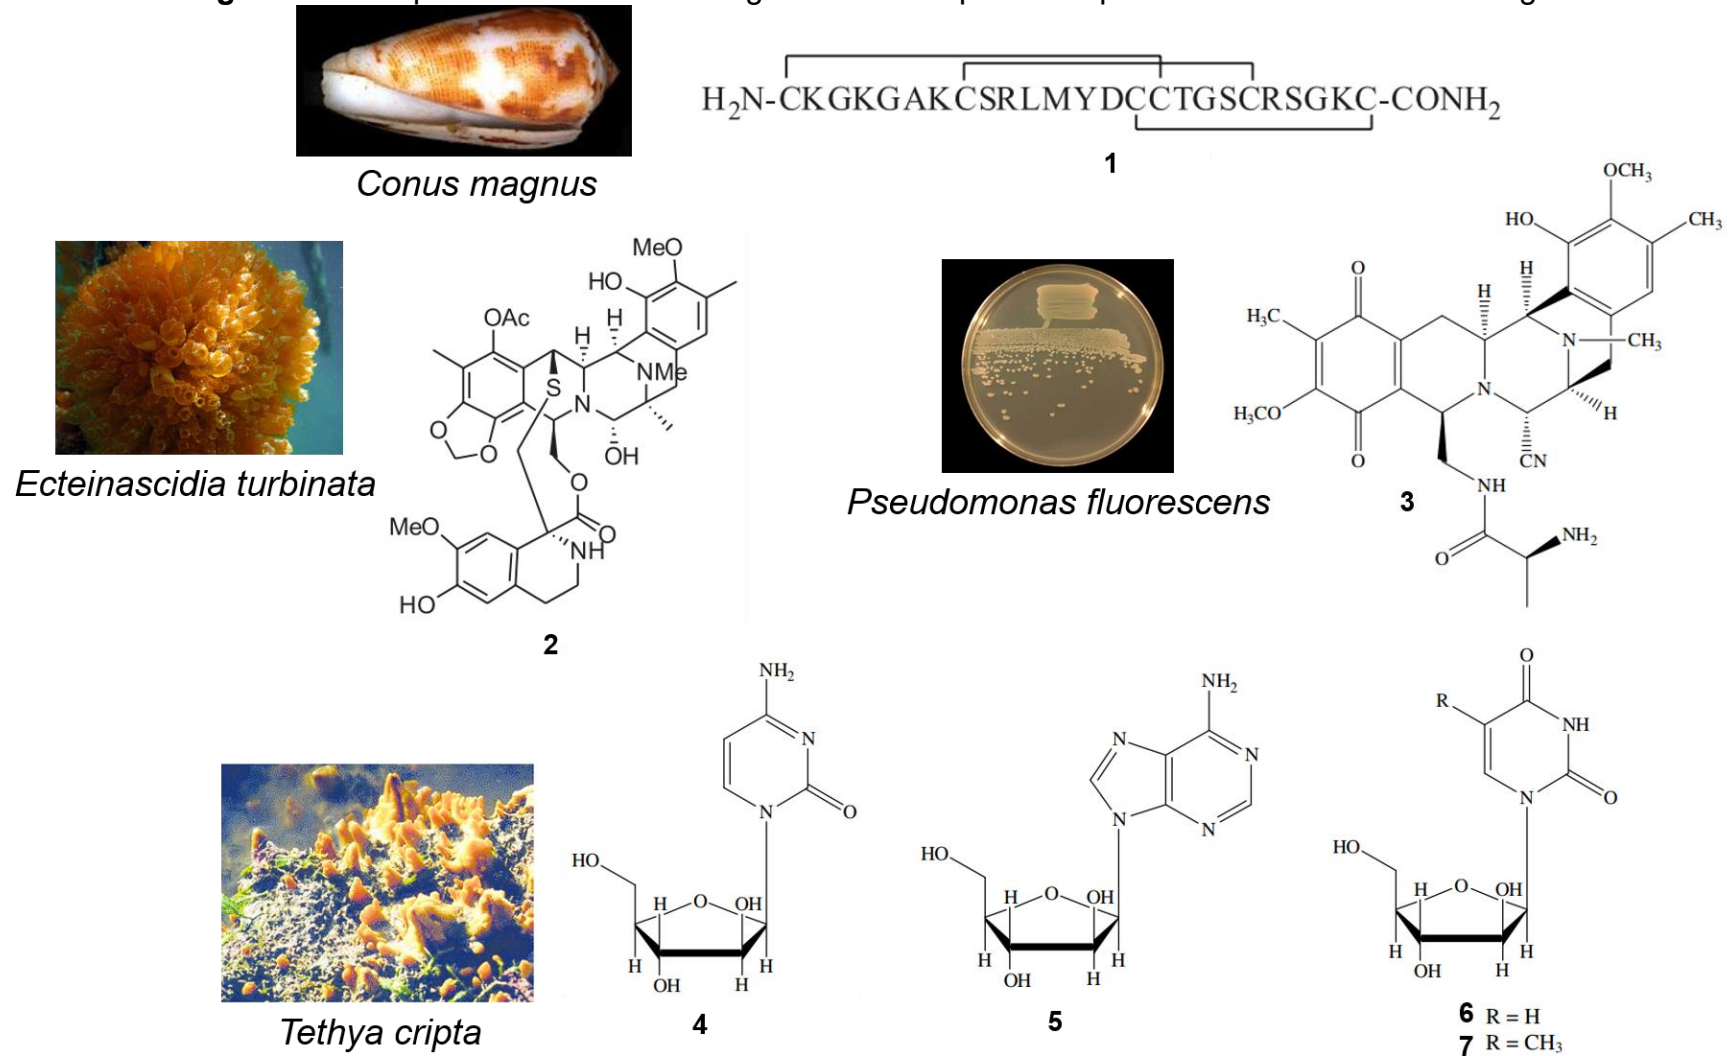 H₂N-CKGKGAKCSRLMYDCCTGSCRSGKC-CONH₂
1
Conus magnus
MeO
HO
OAc
H
H
NMe
S
N
O
O
OH
O
O
MeO
NH
HO
Ecteinascidia turbinata
2
Pseudomonas fluorescens
OCH₃
HO
CH₃
O
H
H
H₃C
N
CH₃
N
H₃CO
H
O
CN
NH
3
O
NH₂
NH₂
N
N
O
HO
O
H
OH
H
H
OH
H
4
NH₂
N
N
N
N
HO
O
H
OH
H
H
OH
H
5
O
R
NH
N
O
HO
O
H
OH
H
H
OH
H
6 R = H
7 R = CH₃
Tethya cripta